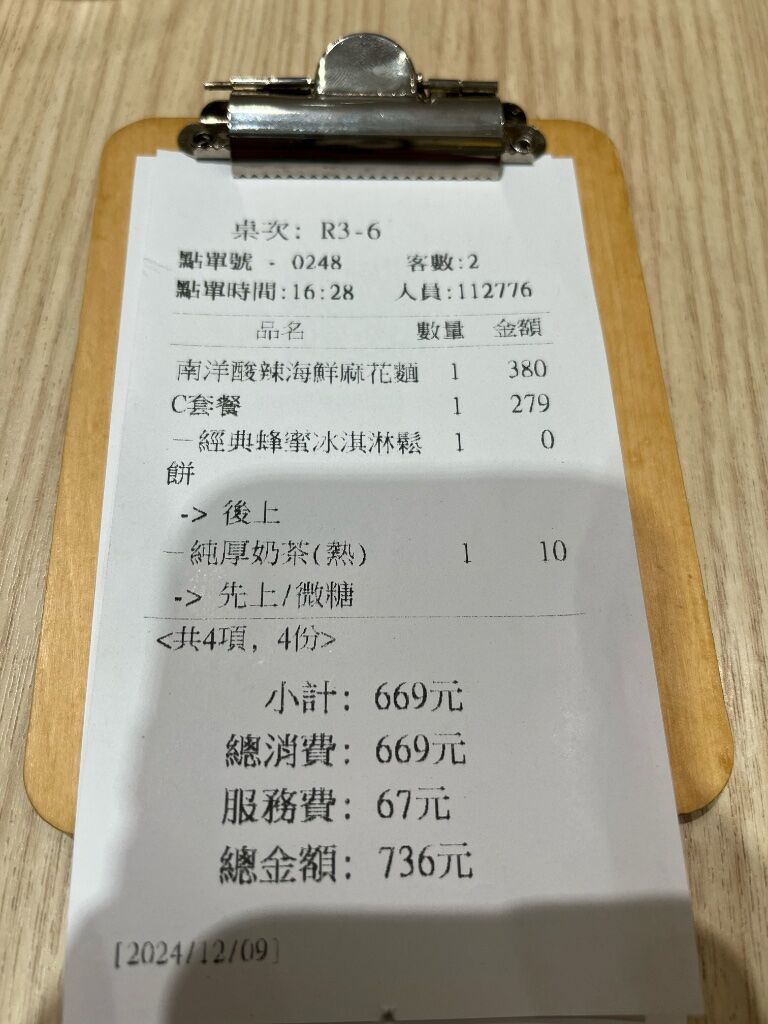 桌次: R3-6
點單號 - 0248 客數:2
點單時間:16:28 人員:112776
品名 數量 金額
南洋酸辣海鮮麻花麵 1 380
C套餐 1 279
－經典蜂蜜冰淇淋鬆 1 0
餅
-> 後上
－純厚奶茶(熱) 1 10
-> 先上/微糖
<共4項, 4份>
小計: 669元
總消費: 669元
服務費: 67元
總金額: 736元
[2024/12/09]